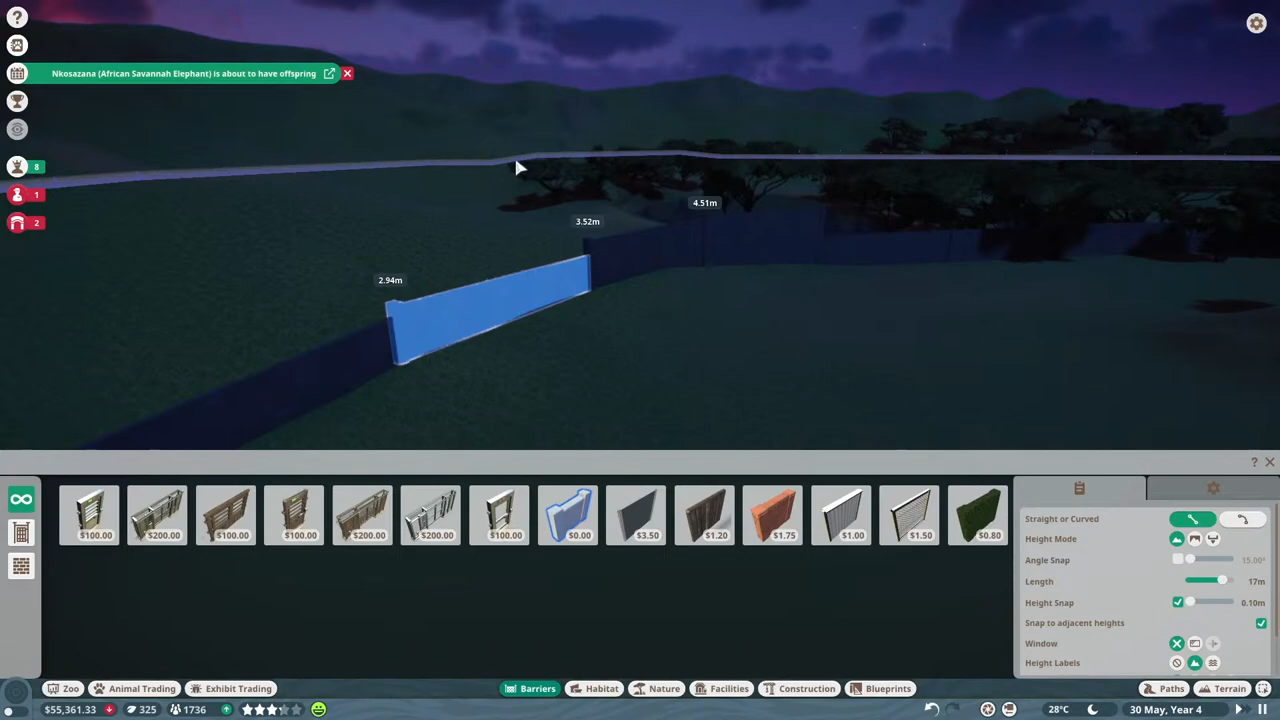 ?
Nkosazana (African Savannah Elephant) is about to have offspring
8
1
2
4.51m
3.52m
2.94m
?
$100.00 $200.00 $100.00 $100.00 $200.00 $200.00 $100.00 $0.00 $3.50 $1.20 $1.75 $1.00 $1.50 $0.80
Straight or Curved
Height Mode
Angle Snap 15.00°
Length 17m
Height Snap 0.10m
Snap to adjacent heights
Window
Height Labels
Zoo Animal Trading Exhibit Trading Barriers Habitat Nature Facilities Construction Blueprints Paths Terrain
$55,361.33 325 1736 28°C 30 May, Year 4